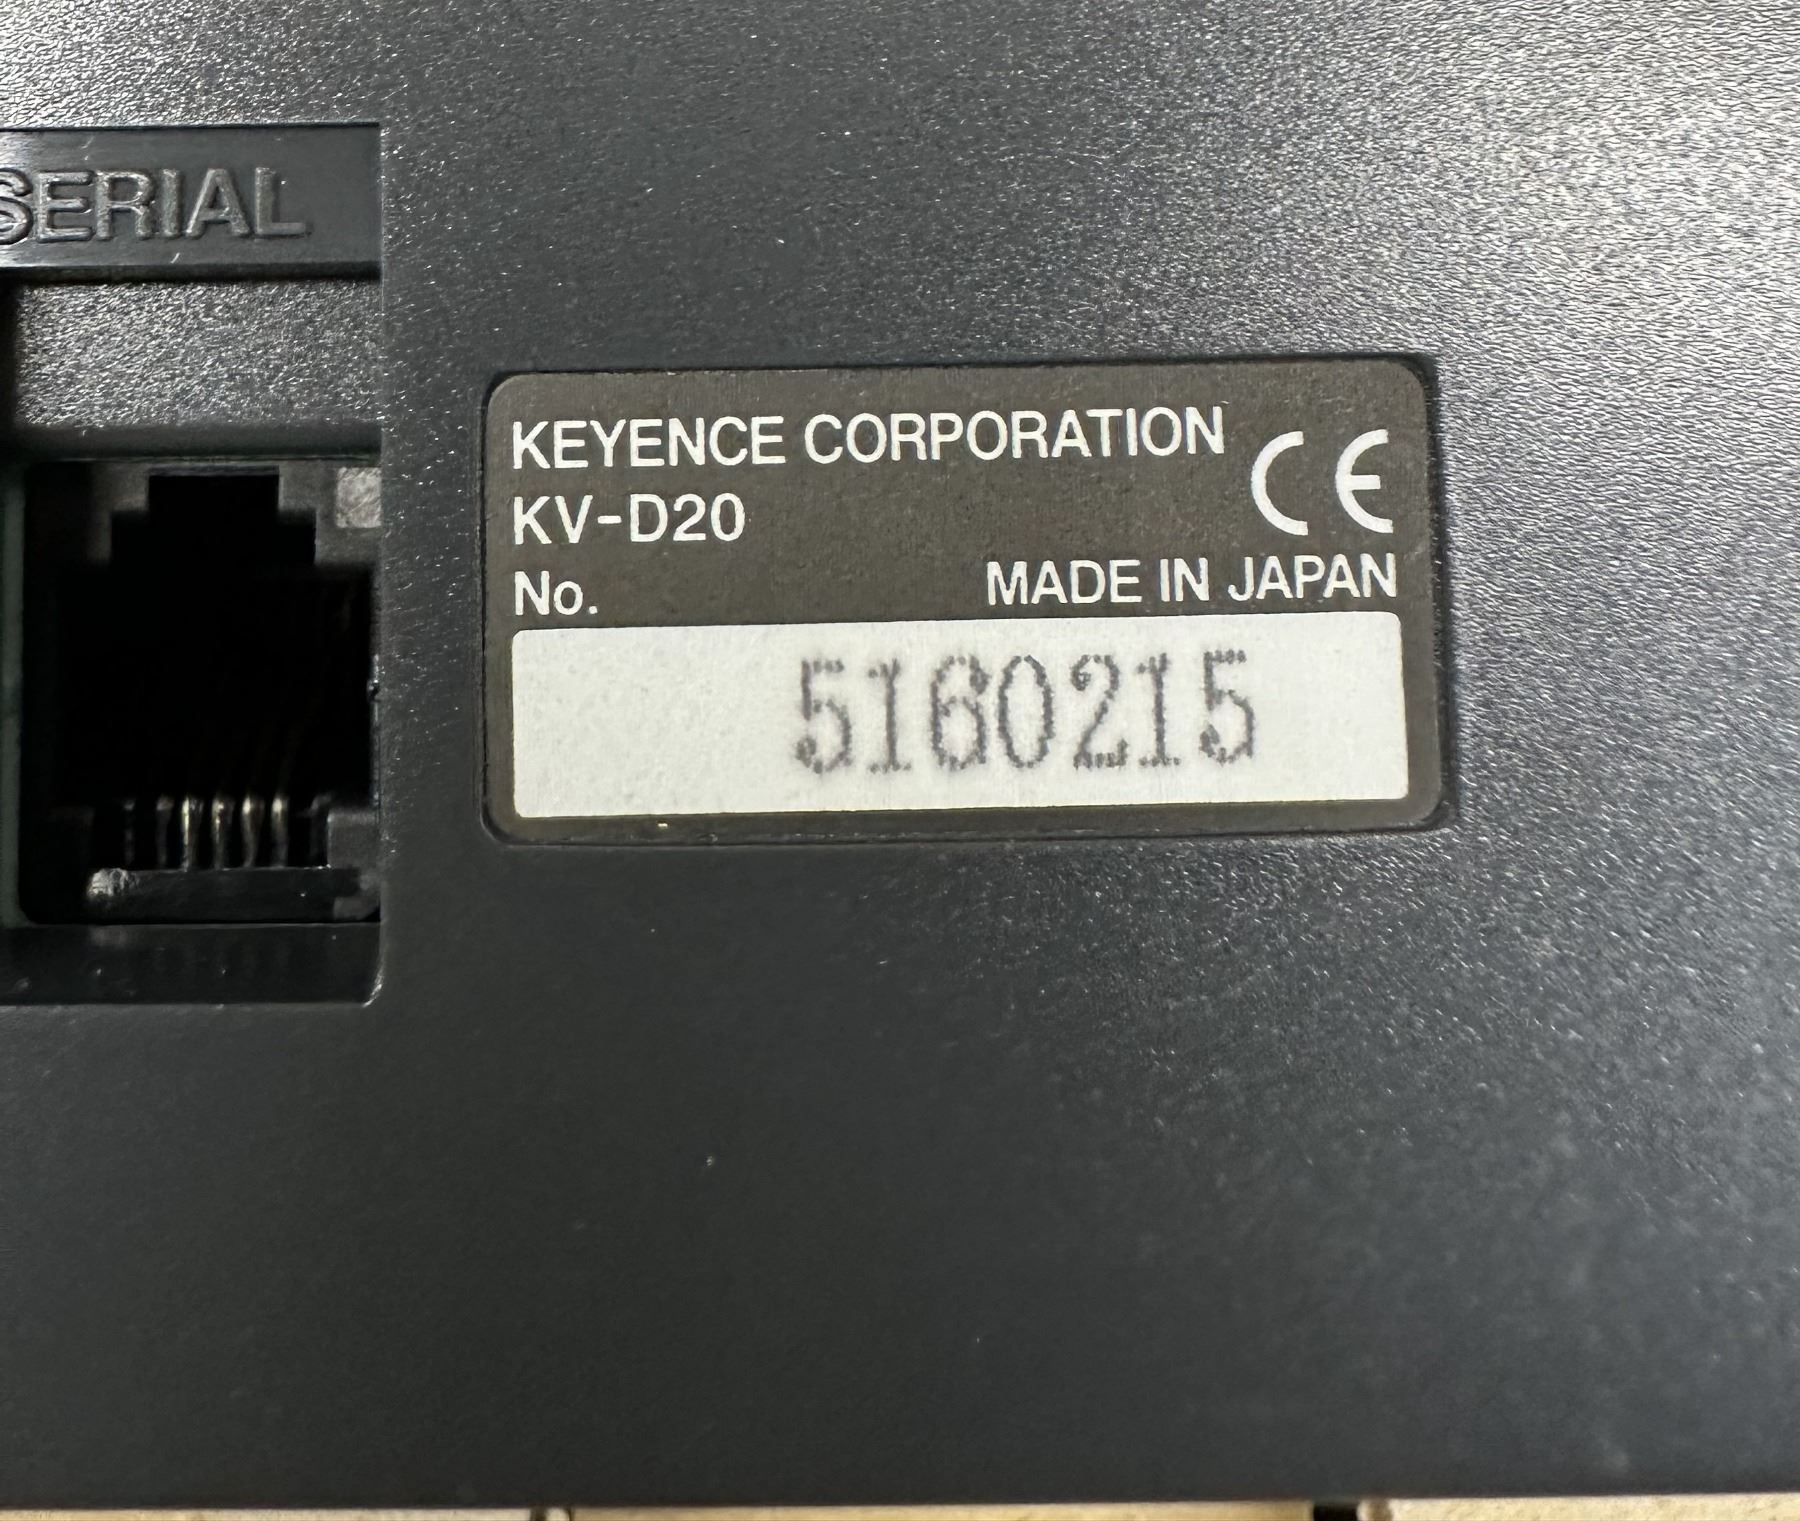 SERIAL
KEYENCE CORPORATION
CE
KV-D20
No.
MADE IN JAPAN
5160215